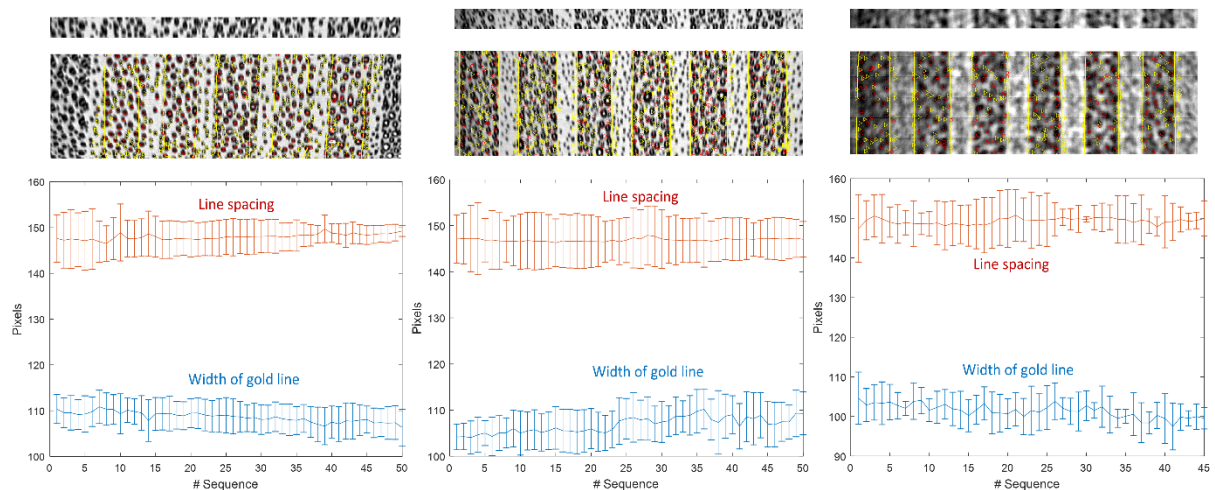 160
150
140
130
120
110
100
Pixels
Line spacing
Width of gold line
0 5 10 15 20 25 30 35 40 45 50
# Sequence
160
150
140
130
120
110
100
Pixels
Line spacing
Width of gold line
0 5 10 15 20 25 30 35 40 45 50
# Sequence
160
150
140
130
120
110
100
90
Pixels
Line spacing
Width of gold line
0 5 10 15 20 25 30 35 40 45
# Sequence